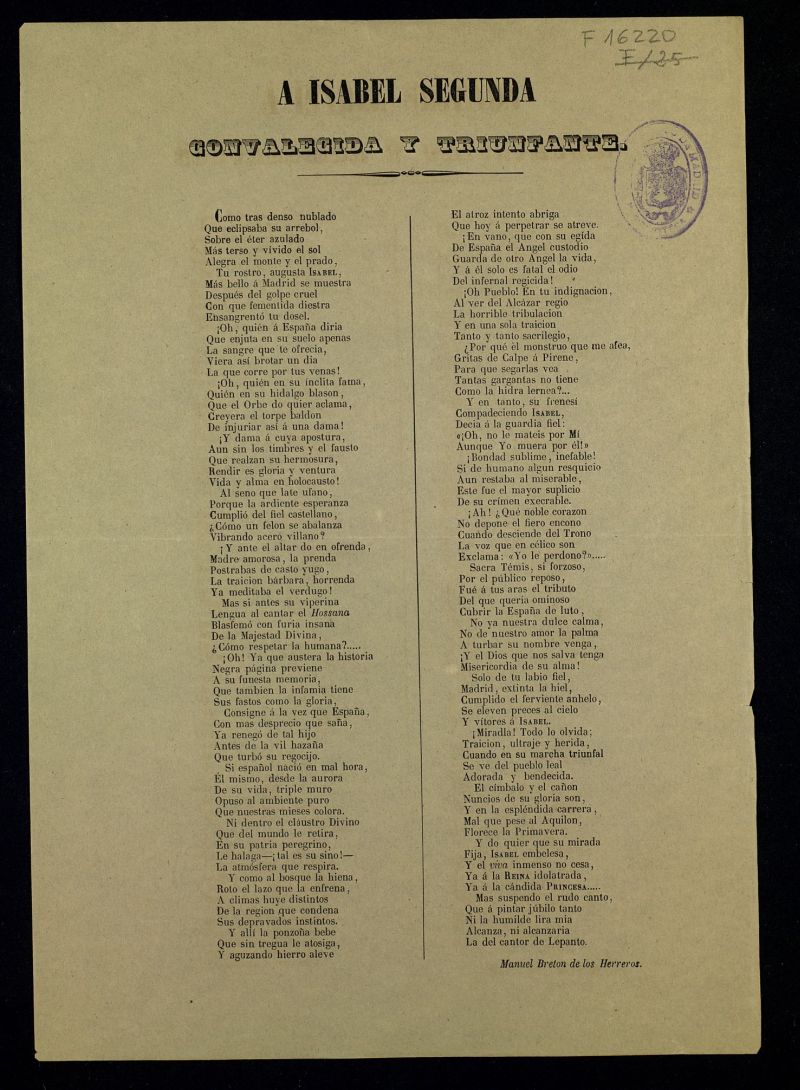 F 16220
I/25
A ISABEL SEGUNDA
CONVALECIDA Y TRIUNFANTE.
MADRID
Como tras denso nublado
Que eclipsaba su arrebol,
Sobre el éter azulado
Más terso y vívido el sol
Alegra el monte y el prado,
Tu rostro, augusta ISABEL,
Más bello á Madrid se muestra
Después del golpe cruel
Con que fementida diestra
Ensangrentó tu dosel.
¡Oh, quién á España diria
Que enjuta en su suelo apenas
La sangre que te ofrecia,
Viera así brotar un dia
La que corre por tus venas!
¡Oh, quién en su ínclita fama,
Quién en su hidalgo blason,
Que el Orbe do quier aclama,
Creyera el torpe baldon
De injuriar así á una dama!
¡Y dama á cuya apostura,
Aun sin los timbres y el fausto
Que realzan su hermosura,
Rendir es gloria y ventura
Vida y alma en holocausto!
Al seno que late ufano,
Porque la ardiente esperanza
Cumplió del fiel castellano,
¿Cómo un felon se abalanza
Vibrando acero villano?
¡Y ante el altar do en ofrenda,
Madre amorosa, la prenda
Postrabas de casto yugo,
La traicion bárbara, horrenda
Ya meditaba el verdugo!
Mas si antes su viperina
Lengua al cantar el Hossana
Blasfemó con furia insana
De la Majestad Divina,
¿Cómo respetar la humana?.....
¡Oh! Ya que austera la historia
Negra página previene
A su funesta memoria,
Que tambien la infamia tiene
Sus fastos como la gloria,
Consigne á la vez que España,
Con mas desprecio que saña,
Ya renegó de tal hijo
Antes de la vil hazaña
Que turbó su regocijo.
Si español nació en mal hora,
Él mismo, desde la aurora
De su vida, triple muro
Opuso al ambiente puro
Que nuestras mieses colora.
Ni dentro el cláustro Divino
Que del mundo le retira,
En su patria peregrino,
Le halaga—¡tal es su sino!—
La atmósfera que respira.
Y como al bosque la hiena,
Roto el lazo que la enfrena,
A climas huye distintos
De la region que condena
Sus depravados instintos.
Y allí la ponzoña bebe
Que sin tregua le atosiga,
Y aguzando hierro aleve
El atroz intento abriga
Que hoy á perpetrar se atreve.
¡En vano, que con su egida
De España el Angel custodio
Guarda de otro Angel la vida,
Y á él solo es fatal el odio
Del infernal regicida!
¡Oh Pueblo! En tu indignacion,
Al ver del Alcázar regio
La horrible tribulacion
Y en una sola traicion
Tanto y tanto sacrilegio,
¿Por qué el monstruo que me afea,
Gritas de Calpe á Pirene,
Para que segarlas vea
Tantas gargantas no tiene
Como la hidra lernea?...
Y en tanto, su frenesí
Compadeciendo ISABEL,
Decia á la guardia fiel:
«¡Oh, no le mateis por Mí
Aunque Yo muera por él!»
¡Bondad sublime, inefable!
Si de humano algun resquicio
Aun restaba al miserable,
Este fue el mayor suplicio
De su crímen execrable.
¡Ah! ¿Qué noble corazon
No depone el fiero encono
Cuando desciende del Trono
La voz que en célico son
Exclama: «Yo le perdono?».....
Sacra Témis, si forzoso,
Por el público reposo,
Fué á tus aras el tributo
Del que queria ominoso
Cubrir la España de luto,
No ya nuestra dulce calma,
No de nuestro amor la palma
A turbar su nombre venga,
¡Y el Dios que nos salva tenga
Misericordia de su alma!
Solo de tu labio fiel,
Madrid, extinta la hiel,
Cumplido el ferviente anhelo,
Se eleven preces al cielo
Y vítores á ISABEL.
¡Miradla! Todo lo olvida;
Traicion, ultraje y herida,
Cuando en su marcha triunfal
Se ve del pueblo leal
Adorada y bendecida.
El címbalo y el cañon
Nuncios de su gloria son,
Y en la espléndida carrera,
Mal que pese al Aquilon,
Florece la Primavera.
Y do quier que su mirada
Fija, ISABEL embelesa,
Y el viva inmenso no cesa,
Ya á la REINA idolatrada,
Ya á la cándida PRINCESA.....
Mas suspendo el rudo canto,
Que á pintar júbilo tanto
Ni la humilde lira mia
Alcanza, ni alcanzaria
La del cantor de Lepanto.
Manuel Breton de los Herreros.